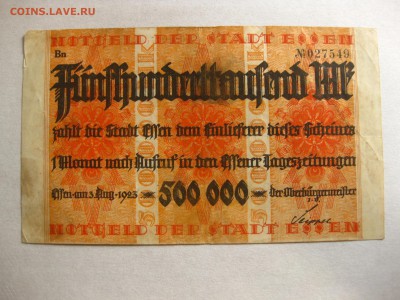 COINS.LAVE.RU
NOTGELD DER STADT ESSEN
Bn №027549
Fünfhunderttausend Mk
zahlt die Stadt Essen dem Einlieferer dieses Scheines
1 Monat nach Aufruf in den Essener Tageszeitungen
Essen·am 3. Aug·1923 500 000 der Oberbürgermeister
NOTGELD DER STADT ESSEN